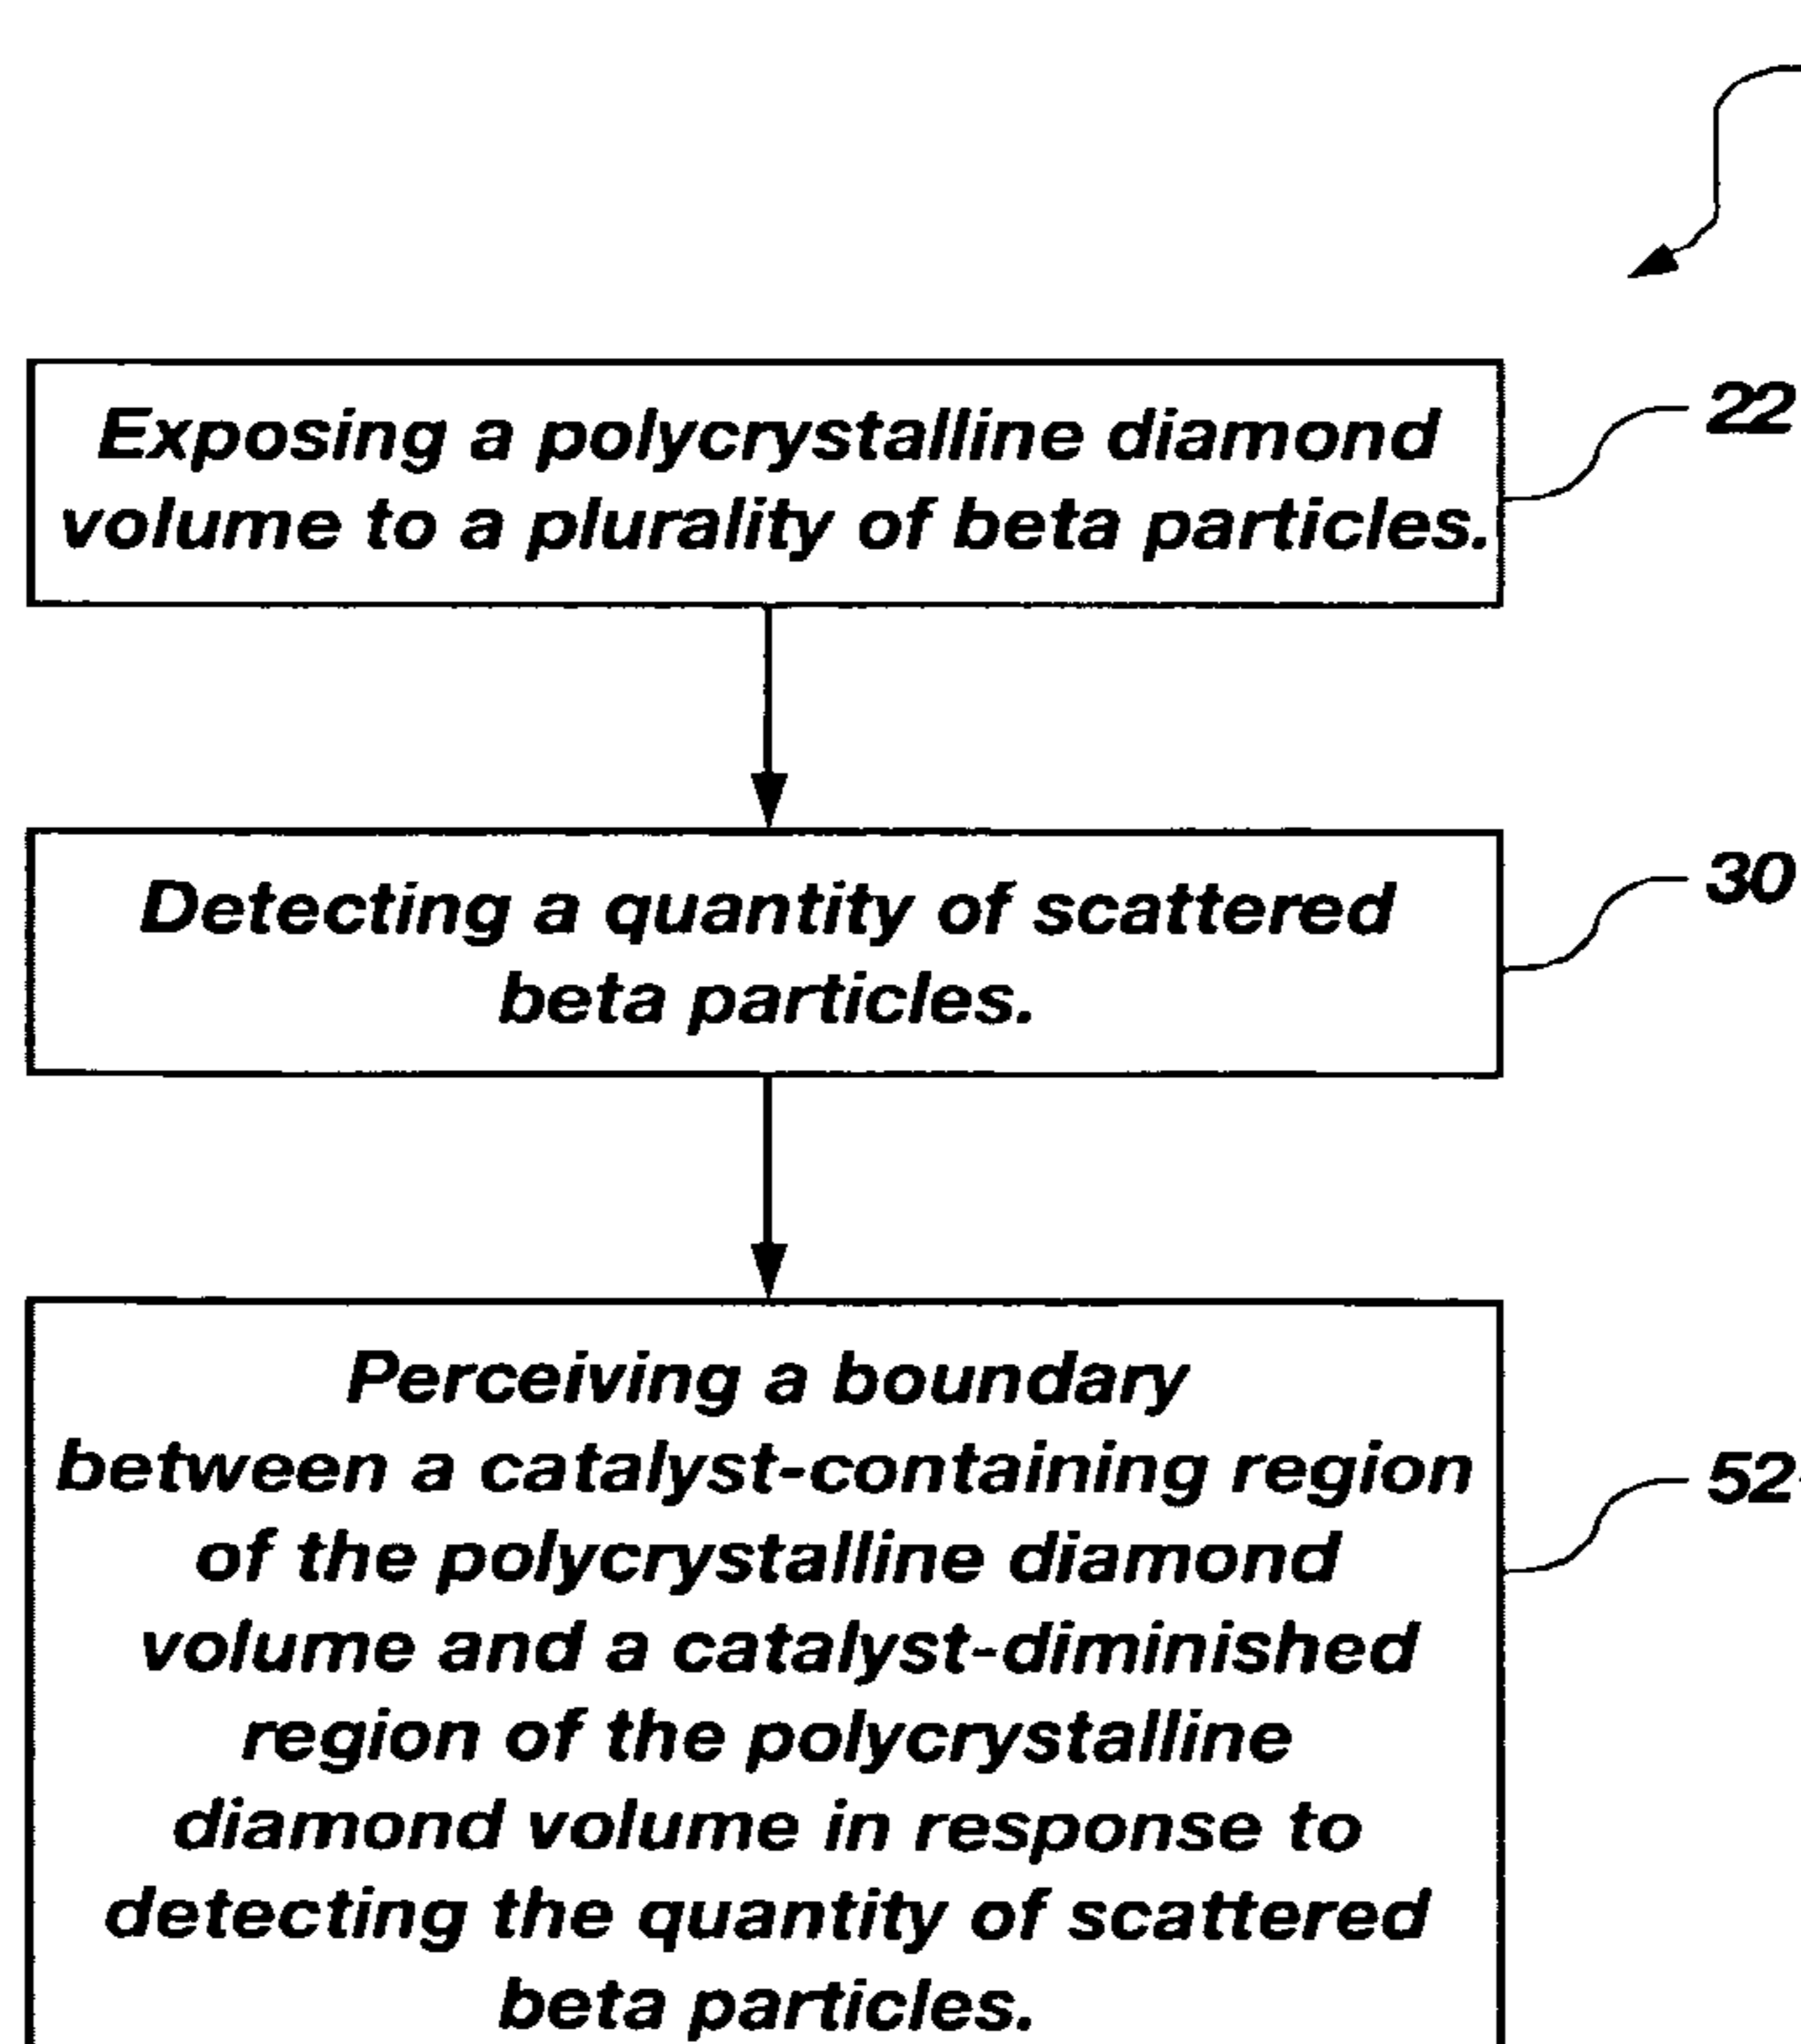 Exposing a polycrystalline diamond
volume to a plurality of beta particles.
22
Detecting a quantity of scattered
beta particles.
30
Perceiving a boundary
between a catalyst-containing region
of the polycrystalline diamond
volume and a catalyst-diminished
region of the polycrystalline
diamond volume in response to
detecting the quantity of scattered
beta particles.
52